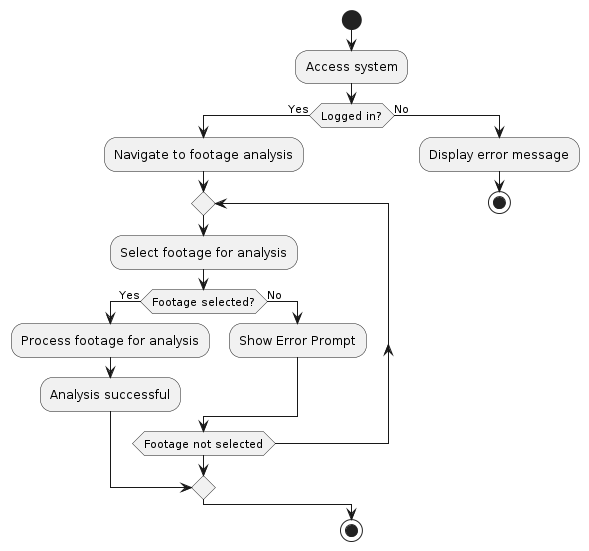 Access system
Yes
Logged in?
No
Navigate to footage analysis
Display error message
Select footage for analysis
Yes
Footage selected?
No
Process footage for analysis
Show Error Prompt
Analysis successful
Footage not selected